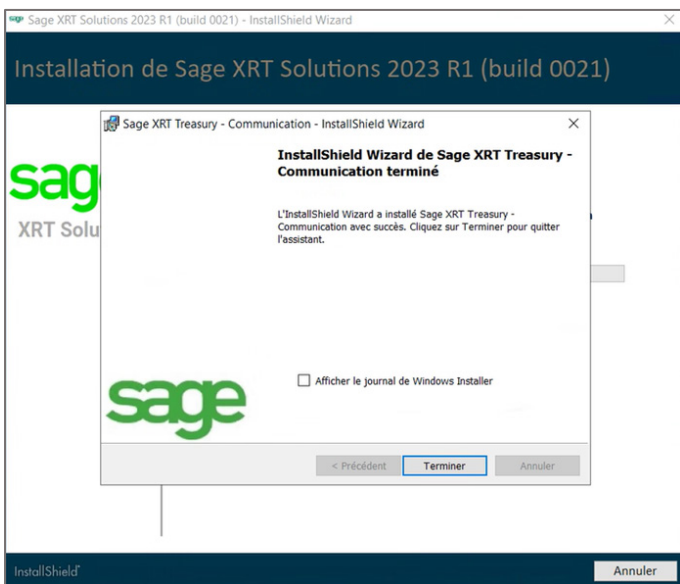 Sage XRT Solutions 2023 R1 (build 0021) - InstallShield Wizard
Installation de Sage XRT Solutions 2023 R1 (build 0021)
Sage XRT Treasury - Communication - InstallShield Wizard
InstallShield Wizard de Sage XRT Treasury -
Communication terminé
sag
XRT Solu
L'InstallShield Wizard a installé Sage XRT Treasury -
Communication avec succès. Cliquez sur Terminer pour quitter
l'assistant.
Afficher le journal de Windows Installer
sage
< Précédent
Terminer
Annuler
InstallShield
Annuler